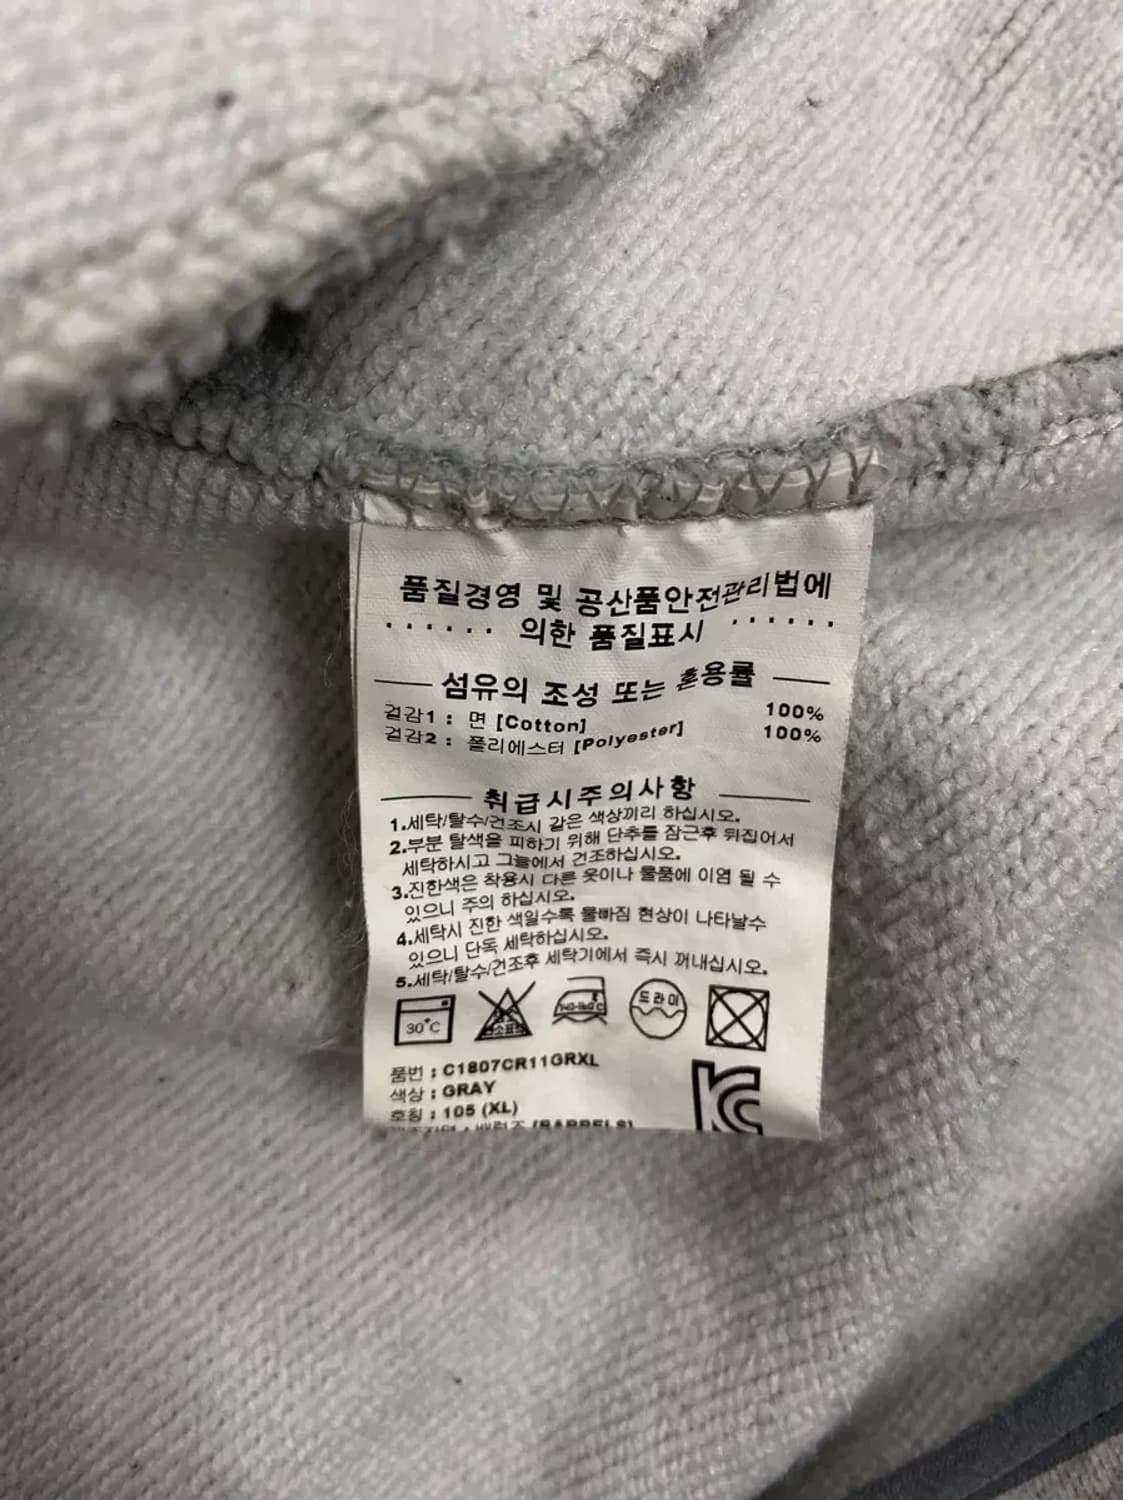 품질경영 및 공산품안전관리법에
의한 품질표시
섬유의 조성 또는 혼용률
겉감1 : 면 [Cotton] 100%
겉감2 : 폴리에스터 [Polyester] 100%
취급시주의사항
1.세탁/탈수/건조시 같은 색상끼리 하십시오.
2.부분 탈색을 피하기 위해 단추를 잠근후 뒤집어서
세탁하시고 그늘에서 건조하십시오.
3.진한색은 착용시 다른 옷이나 물품에 이염 될 수
있으니 주의 하십시오.
4.세탁시 진한 색일수록 물빠짐 현상이 나타날수
있으니 단독 세탁하십시오.
5.세탁/탈수/건조후 세탁기에서 즉시 꺼내십시오.
30°C
드라이
품번 : C1807CR11GRXL
색상 : GRAY
호칭 : 105 (XL)
KC